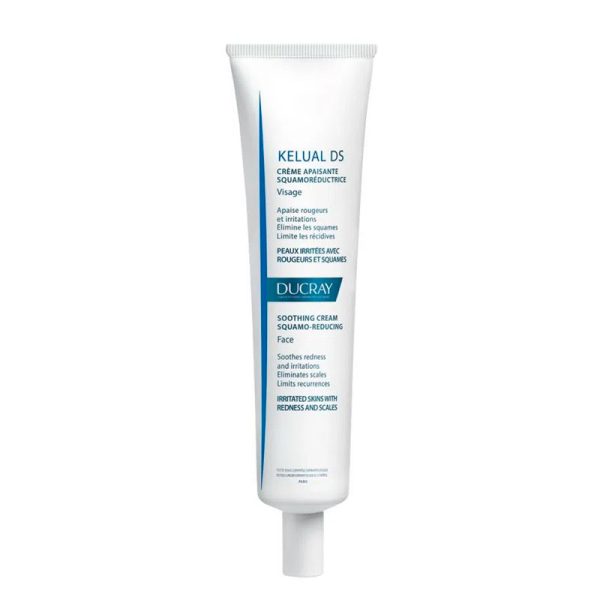 KELUAL DS
CRÈME APAISANTE
SQUAMORÉDUCTRICE
Visage
Apaise rougeurs
et irritations
Élimine les squames
Limite les récidives
PEAUX IRRITÉES AVEC
ROUGEURS ET SQUAMES
DUCRAY
SOOTHING CREAM
SQUAMO-REDUCING
Face
Soothes redness
and irritations
Eliminates scales
Limits recurrences
IRRITATED SKINS WITH
REDNESS AND SCALES
PARIS